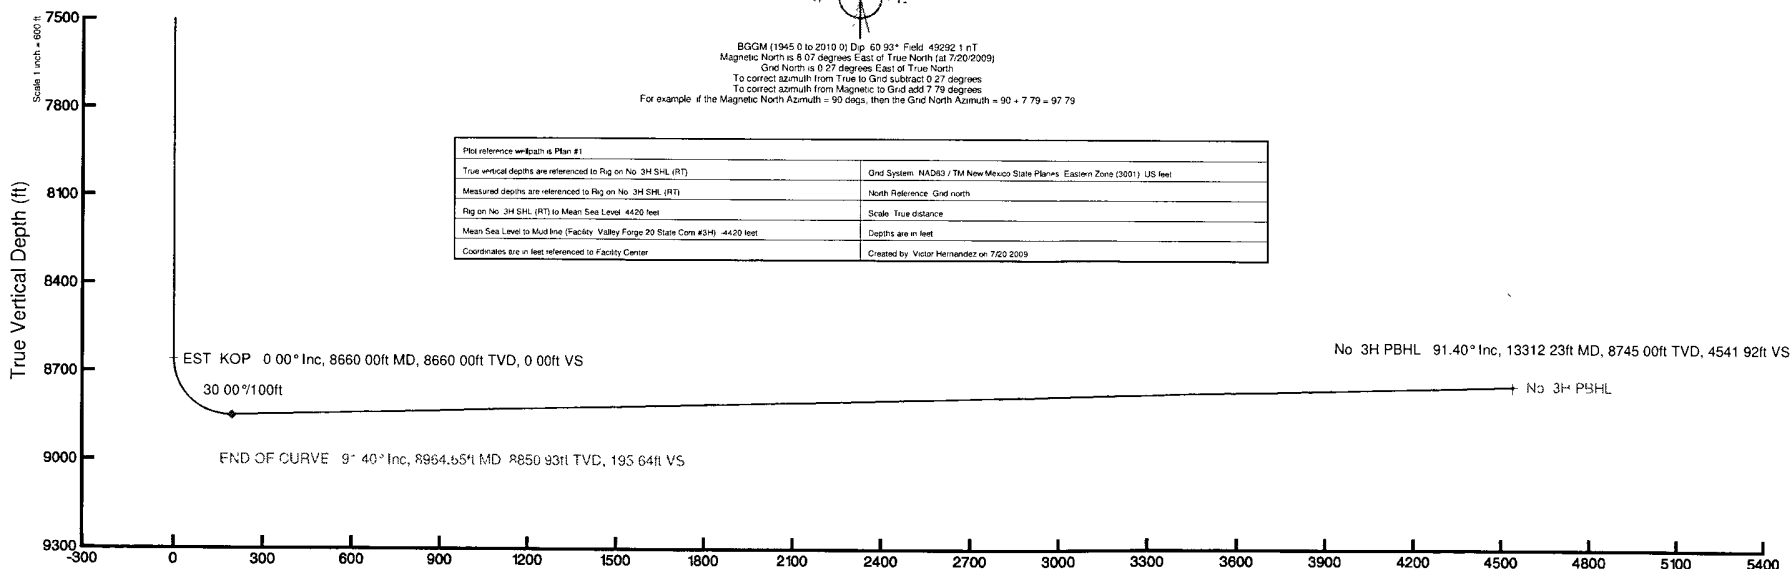 7500
Scale 1 inch = 600 ft
7800
8100
8400
8700
9000
9300
True Vertical Depth (ft)
BGGM (1945 0 to 2010 0) Dip 60 93° Field 49292 1 nT
Magnetic North is 8 07 degrees East of True North (at 7/20/2009)
Grid North is 0 27 degrees East of True North
To correct azimuth from True to Grid subtract 0 27 degrees
To correct azimuth from Magnetic to Grid add 7 79 degrees
For example if the Magnetic North Azimuth = 90 degs, then the Grid North Azimuth = 90 + 7 79 = 97 79
Plot reference wellpath is Plan #1
True vertical depths are referenced to Rig on No 3H SHL (RT)
Grid System NAD83 / TM New Mexico State Planes Eastern Zone (3001) US feet
Measured depths are referenced to Rig on No 3H SHL (RT)
North Reference Grid north
Rig on No 3H SHL (RT) to Mean Sea Level 4420 feet
Scale True distance
Mean Sea Level to Mud line (Facility Valley Forge 20 State Com #3H) -4420 feet
Depths are in feet
Coordinates are in feet referenced to Facility Center
Created by Victor Hernandez on 7/20 2009
EST KOP 0 00° Inc, 8660 00ft MD, 8660 00ft TVD, 0 00ft VS
30 00°/100ft
No 3H PBHL 91.40° Inc, 13312 23ft MD, 8745 00ft TVD, 4541 92ft VS
No 3H PBHL
END OF CURVE 91 40° Inc, 8964.65ft MD 8850 93ft TVD, 195 64ft VS
-300 0 300 600 900 1200 1500 1800 2100 2400 2700 3000 3300 3600 3900 4200 4500 4800 5100 5400